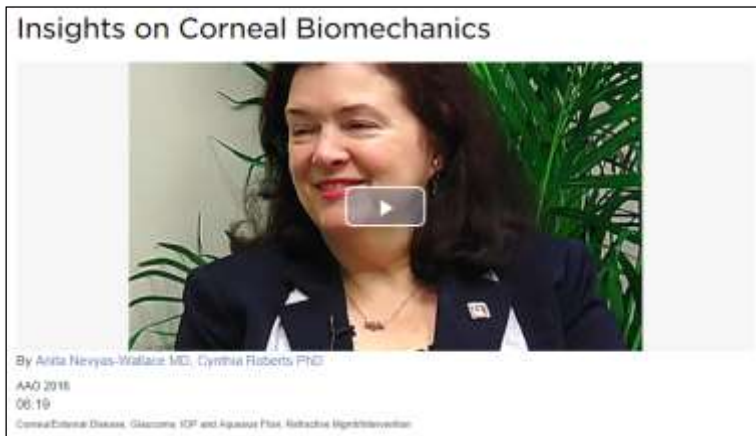 Insights on Corneal Biomechanics
By Anita Nevyas-Wallace MD, Cynthia Roberts PhD
AAO 2016
06:19
Cornea/External Disease, Glaucoma, IOP and Aqueous Flow, Refractive Mgmt/Intervention